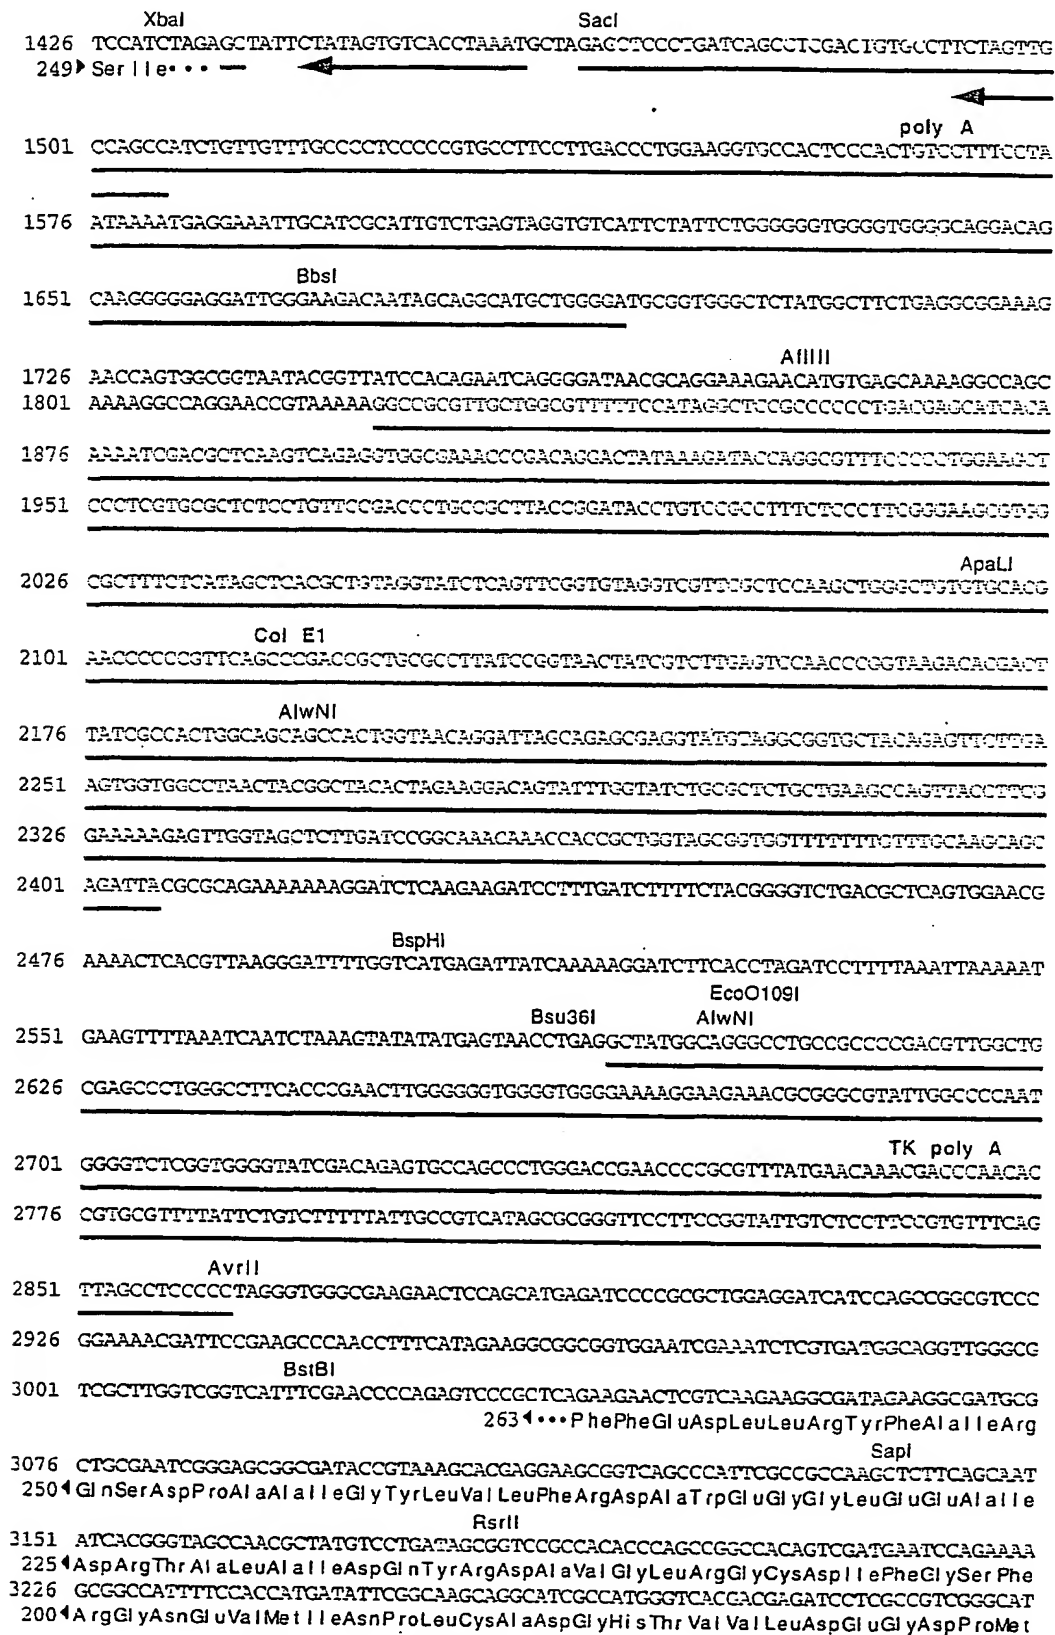 XbaI SacI
1426 TCCATCTAGAGCTATTCTATAGTGTCACCTAAATGCTAGAGCTCCCTGATCAGCCTCGACTGTGCCTTCTAGTTG
249 SerIle•••
poly A
1501 CCAGCCATCTGTTGTTTGCCCCTCCCCCGTGCCTTCCTTGACCCTGGAAGGTGCCACTCCCACTGTCCTTTCCTA
1576 ATAAAATGAGGAAATTGCATCGCATTGTCTGAGTAGGTGTCATTCTATTCTGGGGGGTGGGGTGGGGCAGGACAG
BbsI
1651 CAAGGGGGAGGATTGGGAAGACAATAGCAGGCATGCTGGGGATGCGGTGGGCTCTATGGCTTCTGAGGCGGAAAG
AflIII
1726 AACCAGTGGCGGTAATACGGTTATCCACAGAATCAGGGGATAACGCAGGAAAGAACATGTGAGCAAAAGGCCAGC
1801 AAAAGGCCAGGAACCGTAAAAAGGCCGCGTTGCTGGCGTTTTTCCATAGGCTCCGCCCCCCTGACGAGCATCACA
1876 AAAATCGACGCTCAAGTCAGAGGTGGCGAAACCCGACAGGACTATAAAGATACCAGGCGTTTCCCCCTGGAAGCT
1951 CCCTCGTGCGCTCTCCTGTTCCGACCCTGCCGCTTACCGGATACCTGTCCGCCTTTCTCCCTTCGGGAAGCGTGG
ApaLI
2026 CGCTTTCTCATAGCTCACGCTGTAGGTATCTCAGTTCGGTGTAGGTCGTTCGCTCCAAGCTGGGCTGTGTGCACG
Col E1
2101 AACCCCCCGTTCAGCCCGACCGCTGCGCCTTATCCGGTAACTATCGTCTTGAGTCCAACCCGGTAAGACACGACT
AlwNI
2176 TATCGCCACTGGCAGCAGCCACTGGTAACAGGATTAGCAGAGCGAGGTATGTAGGCGGTGCTACAGAGTTCTTGA
2251 AGTGGTGGCCTAACTACGGCTACACTAGAAGGACAGTATTTGGTATCTGCGCTCTGCTGAAGCCAGTTACCTTCG
2326 GAAAAAGAGTTGGTAGCTCTTGATCCGGCAAACAAACCACCGCTGGTAGCGGTGGTTTTTTTGTTTGCAAGCAGC
2401 AGATTACGCGCAGAAAAAAAGGATCTCAAGAAGATCCTTTGATCTTTTCTACGGGGTCTGACGCTCAGTGGAACG
BspHI
2476 AAAACTCACGTTAAGGGATTTTGGTCATGAGATTATCAAAAAGGATCTTCACCTAGATCCTTTTAAATTAAAAAT
EcoO109I
Bsu36I AlwNI
2551 GAAGTTTTAAATCAATCTAAAGTATATATGAGTAACCTGAGGCTATGGCAGGGCCTGCCGCCCCGACGTTGGCTG
2626 CGAGCCCTGGGCCTTCACCCGAACTTGGGGGGTGGGGTGGGGAAAAGGAAGAAACGCGGGCGTATTGGCCCCAAT
TK poly A
2701 GGGGTCTCGGTGGGGTATCGACAGAGTGCCAGCCCTGGGACCGAACCCCGCGTTTATGAACAAACGACCCAACAC
2776 CGTGCGTTTTATTCTGTCTTTTTATTGCCGTCATAGCGCGGGTTCCTTCCGGTATTGTCTCCTTCCGTGTTTCAG
AvrII
2851 TTAGCCTCCCCCTAGGGTGGGCGAAGAACTCCAGCATGAGATCCCCGCGCTGGAGGATCATCCAGCCGGCGTCCC
2926 GGAAAACGATTCCGAAGCCCAACCTTTCATAGAAGGCGGCGGTGGAATCGAAATCTCGTGATGGCAGGTTGGGCG
BstBI
3001 TCGCTTGGTCGGTCATTTCGAACCCCAGAGTCCCGCTCAGAAGAACTCGTCAAGAAGGCGATAGAAGGCGATGCG
263 •••PhePheGluAspLeuLeuArgTyrPheAlaIleArg
SapI
3076 CTGCGAATCGGGAGCGGCGATACCGTAAAGCACGAGGAAGCGGTCAGCCCATTCGCCGCCAAGCTCTTCAGCAAT
250 GlnSerAspProAlaAlaIleGlyTyrLeuValLeuPheArgAspAlaTrpGluGlyGlyLeuGluGluAlaIle
RsrII
3151 ATCACGGGTAGCCAACGCTATGTCCTGATAGCGGTCCGCCACACCCAGCCGGCCACAGTCGATGAATCCAGAAAA
225 AspArgThrAlaLeuAlaIleAspGlnTyrArgAspAlaValGlyLeuArgGlyCysAspIlePheGlySerPhe
3226 GCGGCCATTTTCCACCATGATATTCGGCAAGCAGGCATCGCCATGGGTCACGACGAGATCCTCGCCGTCGGGCAT
200 ArgGlyAsnGluValMetIleAsnProLeuCysAlaAspGlyHisThrValValLeuAspGluGlyAspProMet